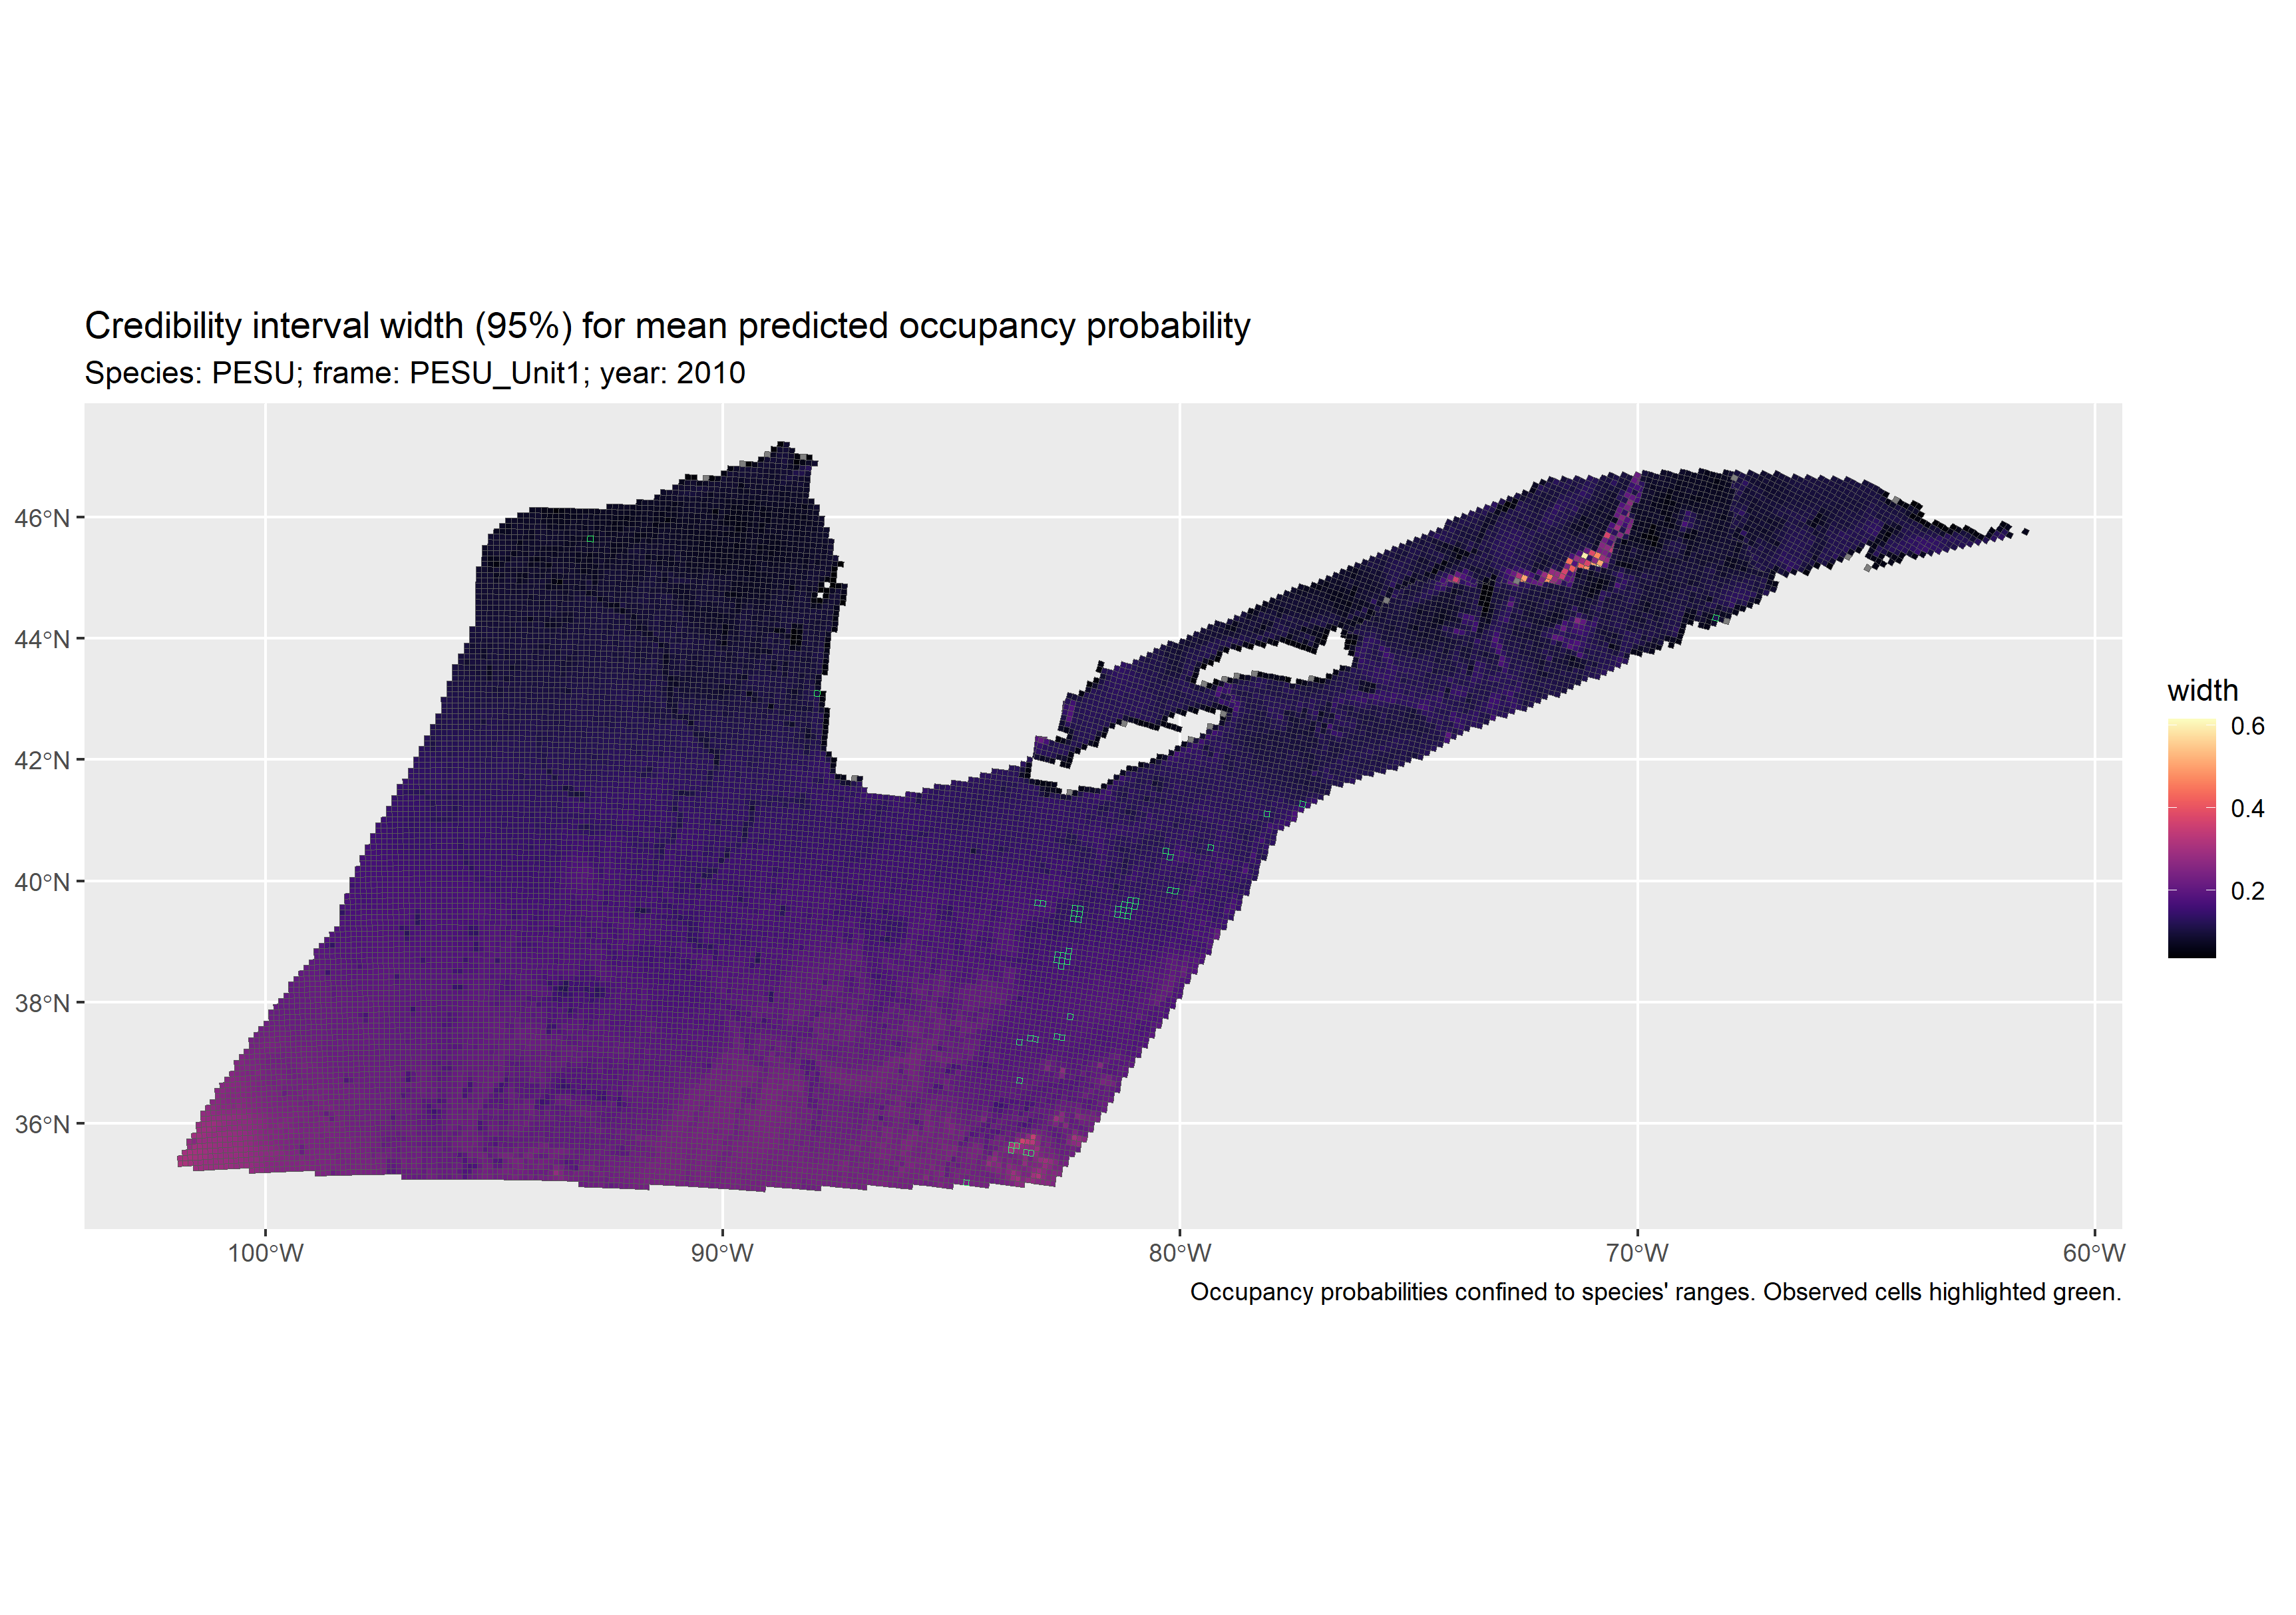 Credibility interval width (95%) for mean predicted occupancy probability
Species: PESU; frame: PESU_Unit1; year: 2010
46°N
44°N
42°N
40°N
38°N
36°N
100°W
90°W
80°W
70°W
60°W
width
0.6
0.4
0.2
Occupancy probabilities confined to species' ranges. Observed cells highlighted green.